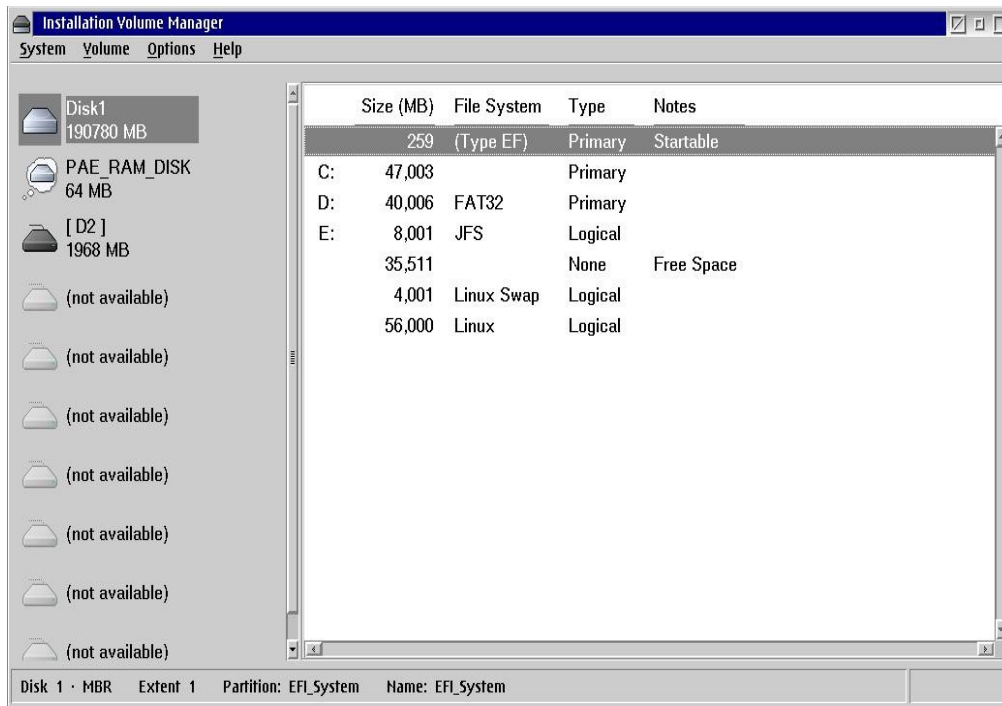 Installation Volume Manager
System Volume Options Help
Disk1
190780 MB
PAE_RAM_DISK
64 MB
[ D2 ]
1968 MB
(not available)
(not available)
(not available)
(not available)
(not available)
(not available)
(not available)
Size (MB) File System Type Notes
259 (Type EF) Primary Startable
C: 47,003 Primary
D: 40,006 FAT32 Primary
E: 8,001 JFS Logical
35,511 None Free Space
4,001 Linux Swap Logical
56,000 Linux Logical
Disk 1 · MBR Extent 1 Partition: EFI_System Name: EFI_System